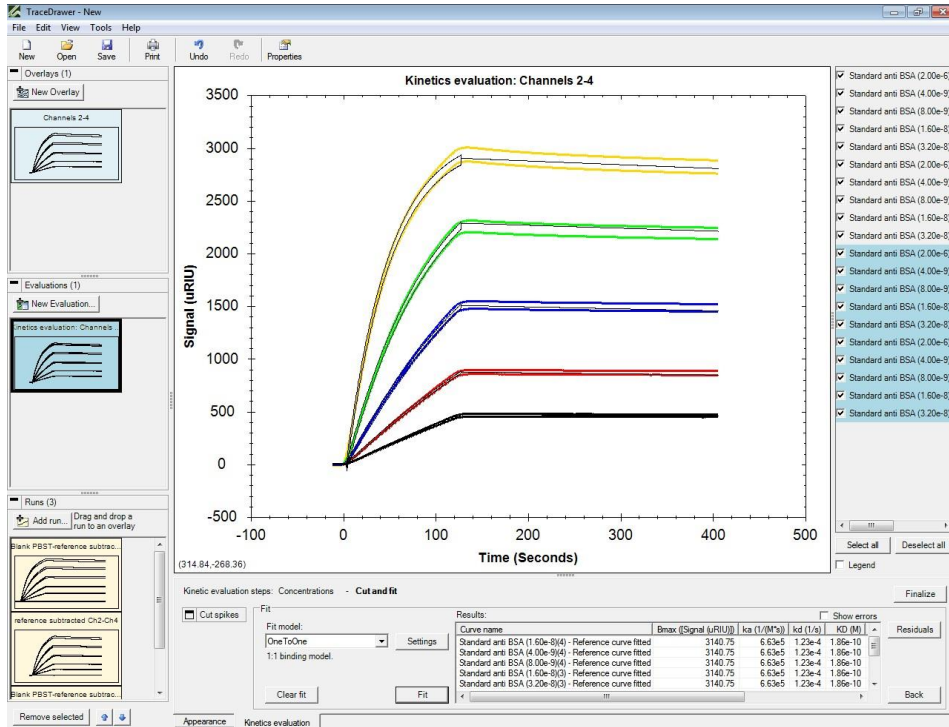 TraceDrawer - New
File Edit View Tools Help
New Open Save Print Undo Redo Properties
Overlays (1)
New Overlay
Channels 2-4
Evaluations (1)
New Evaluation...
Kinetics evaluation: Channels...
Runs (3)
Add run... Drag and drop a
run to an overlay
Blank PBST-reference subtrac...
reference subtracted Ch2-Ch4
Blank PBST-reference subtrac...
Remove selected
Kinetics evaluation: Channels 2-4
3500
3000
2500
2000
1500
1000
500
0
-500
Signal (uRIU)
-100 0 100 200 300 400 500
Time (Seconds)
(314.84,-268.36)
Standard anti BSA (2.00e-6)
Standard anti BSA (4.00e-9)
Standard anti BSA (8.00e-9)
Standard anti BSA (1.60e-8)
Standard anti BSA (3.20e-8)
Standard anti BSA (2.00e-6)
Standard anti BSA (4.00e-9)
Standard anti BSA (8.00e-9)
Standard anti BSA (1.60e-8)
Standard anti BSA (3.20e-8)
Standard anti BSA (2.00e-6)
Standard anti BSA (4.00e-9)
Standard anti BSA (8.00e-9)
Standard anti BSA (1.60e-8)
Standard anti BSA (3.20e-8)
Standard anti BSA (2.00e-6)
Standard anti BSA (4.00e-9)
Standard anti BSA (8.00e-9)
Standard anti BSA (1.60e-8)
Standard anti BSA (3.20e-8)
Select all Deselect all
Legend
Kinetic evaluation steps: Concentrations - Cut and fit
Finalize
Cut spikes
Fit
Fit model:
OneToOne
Settings
1:1 binding model.
Clear fit Fit
Results: Show errors
Curve name Bmax ([Signal (uRIU)]) ka (1/(M*s)) kd (1/s) KD (M)
Standard anti BSA (1.60e-8)(4) - Reference curve fitted 3140.75 6.63e5 1.23e-4 1.86e-10
Standard anti BSA (4.00e-9)(4) - Reference curve fitted 3140.75 6.63e5 1.23e-4 1.86e-10
Standard anti BSA (8.00e-9)(4) - Reference curve fitted 3140.75 6.63e5 1.23e-4 1.86e-10
Standard anti BSA (1.60e-8)(3) - Reference curve fitted 3140.75 6.63e5 1.23e-4 1.86e-10
Standard anti BSA (3.20e-8)(3) - Reference curve fitted 3140.75 6.63e5 1.23e-4 1.86e-10
Residuals
Back
Appearance Kinetics evaluation